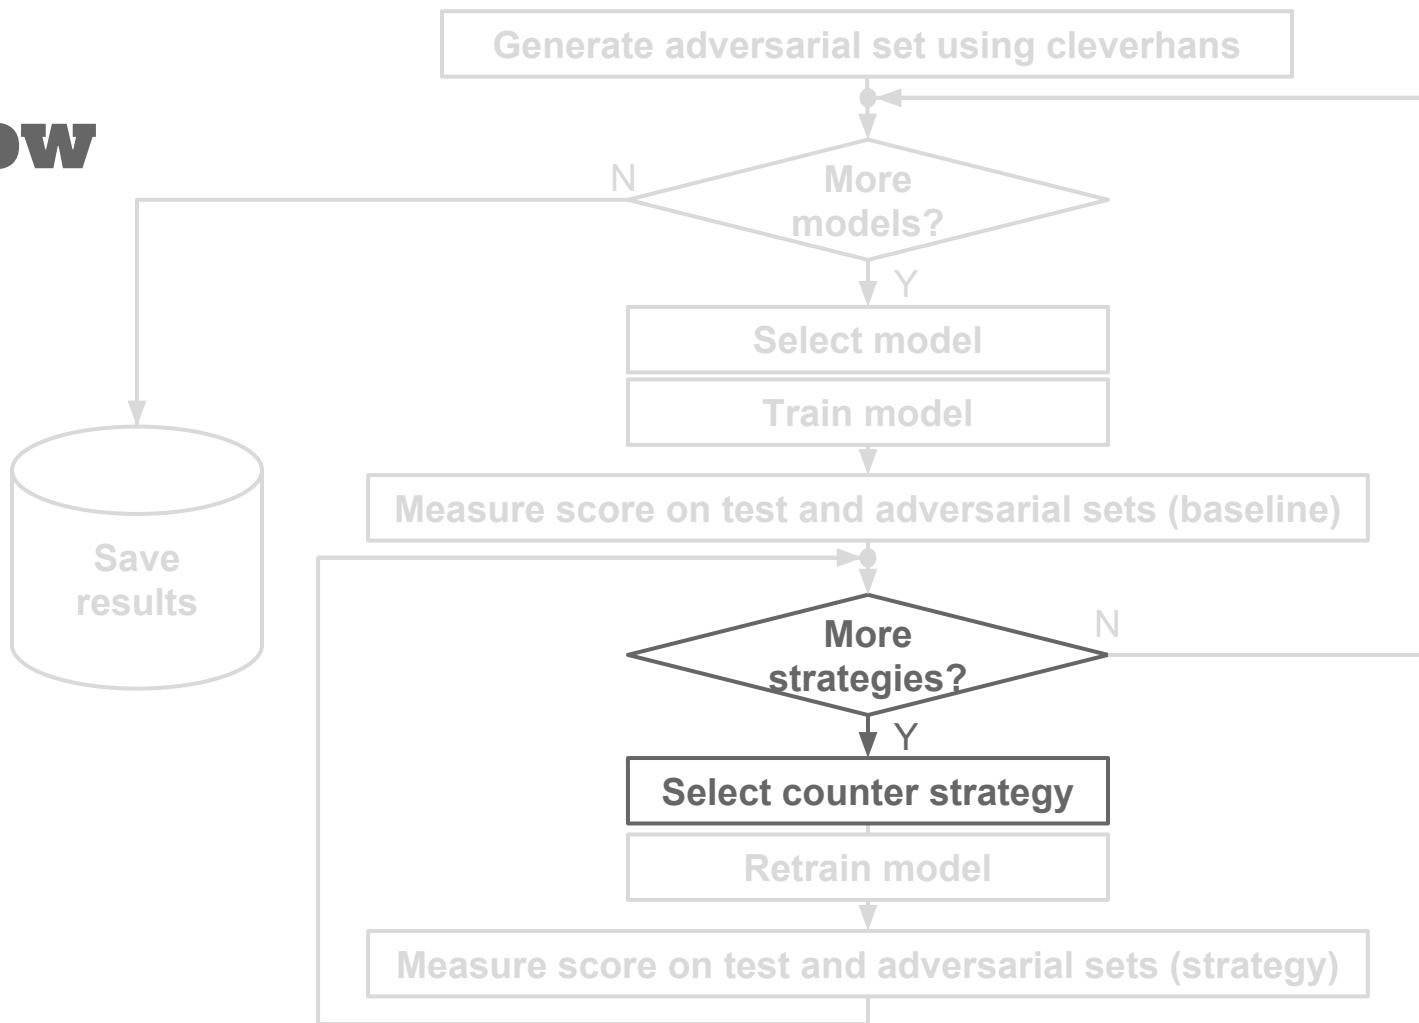 Generate adversarial set using cleverhans
ow
N
More
models?
Y
Select model
Train model
Measure score on test and adversarial sets (baseline)
Save
results
More
strategies?
N
Y
Select counter strategy
Retrain model
Measure score on test and adversarial sets (strategy)